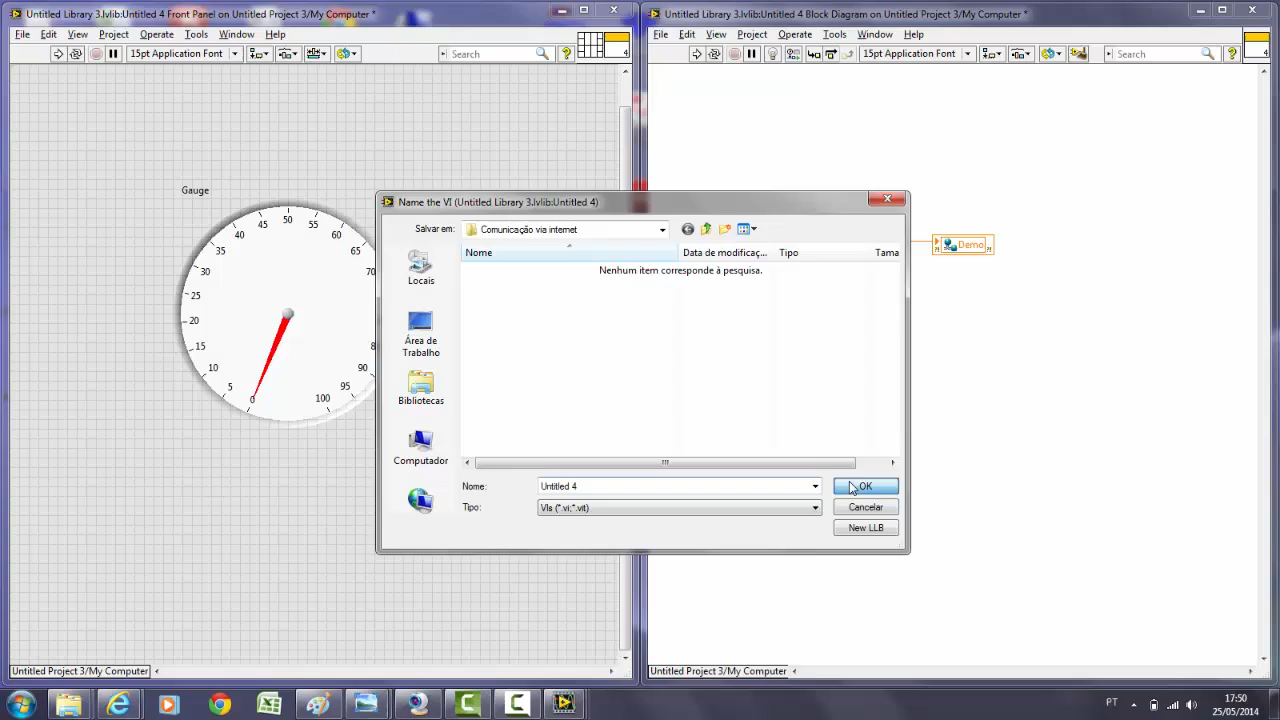 Untitled Library 3.lvlib:Untitled 4 Front Panel on Untitled Project 3/My Computer *
File Edit View Project Operate Tools Window Help
15pt Application Font
Search
4
Gauge
0
5
10
15
20
25
30
35
40
45
50
55
60
65
70
8
90
95
100
Untitled Project 3/My Computer
Untitled Library 3.lvlib:Untitled 4 Block Diagram on Untitled Project 3/My Computer *
File Edit View Project Operate Tools Window Help
15pt Application Font
Search
4
Demo
Untitled Project 3/My Computer
Name the VI (Untitled Library 3.lvlib:Untitled 4)
Salvar em: Comunicação via internet
Nome Data de modificaç... Tipo Tama
Nenhum item corresponde à pesquisa.
Locais
Área de
Trabalho
Bibliotecas
Computador
Nome: Untitled 4 OK
Tipo: VIs (*.vi;*.vit) Cancelar
New LLB
PT
17:50
25/05/2014